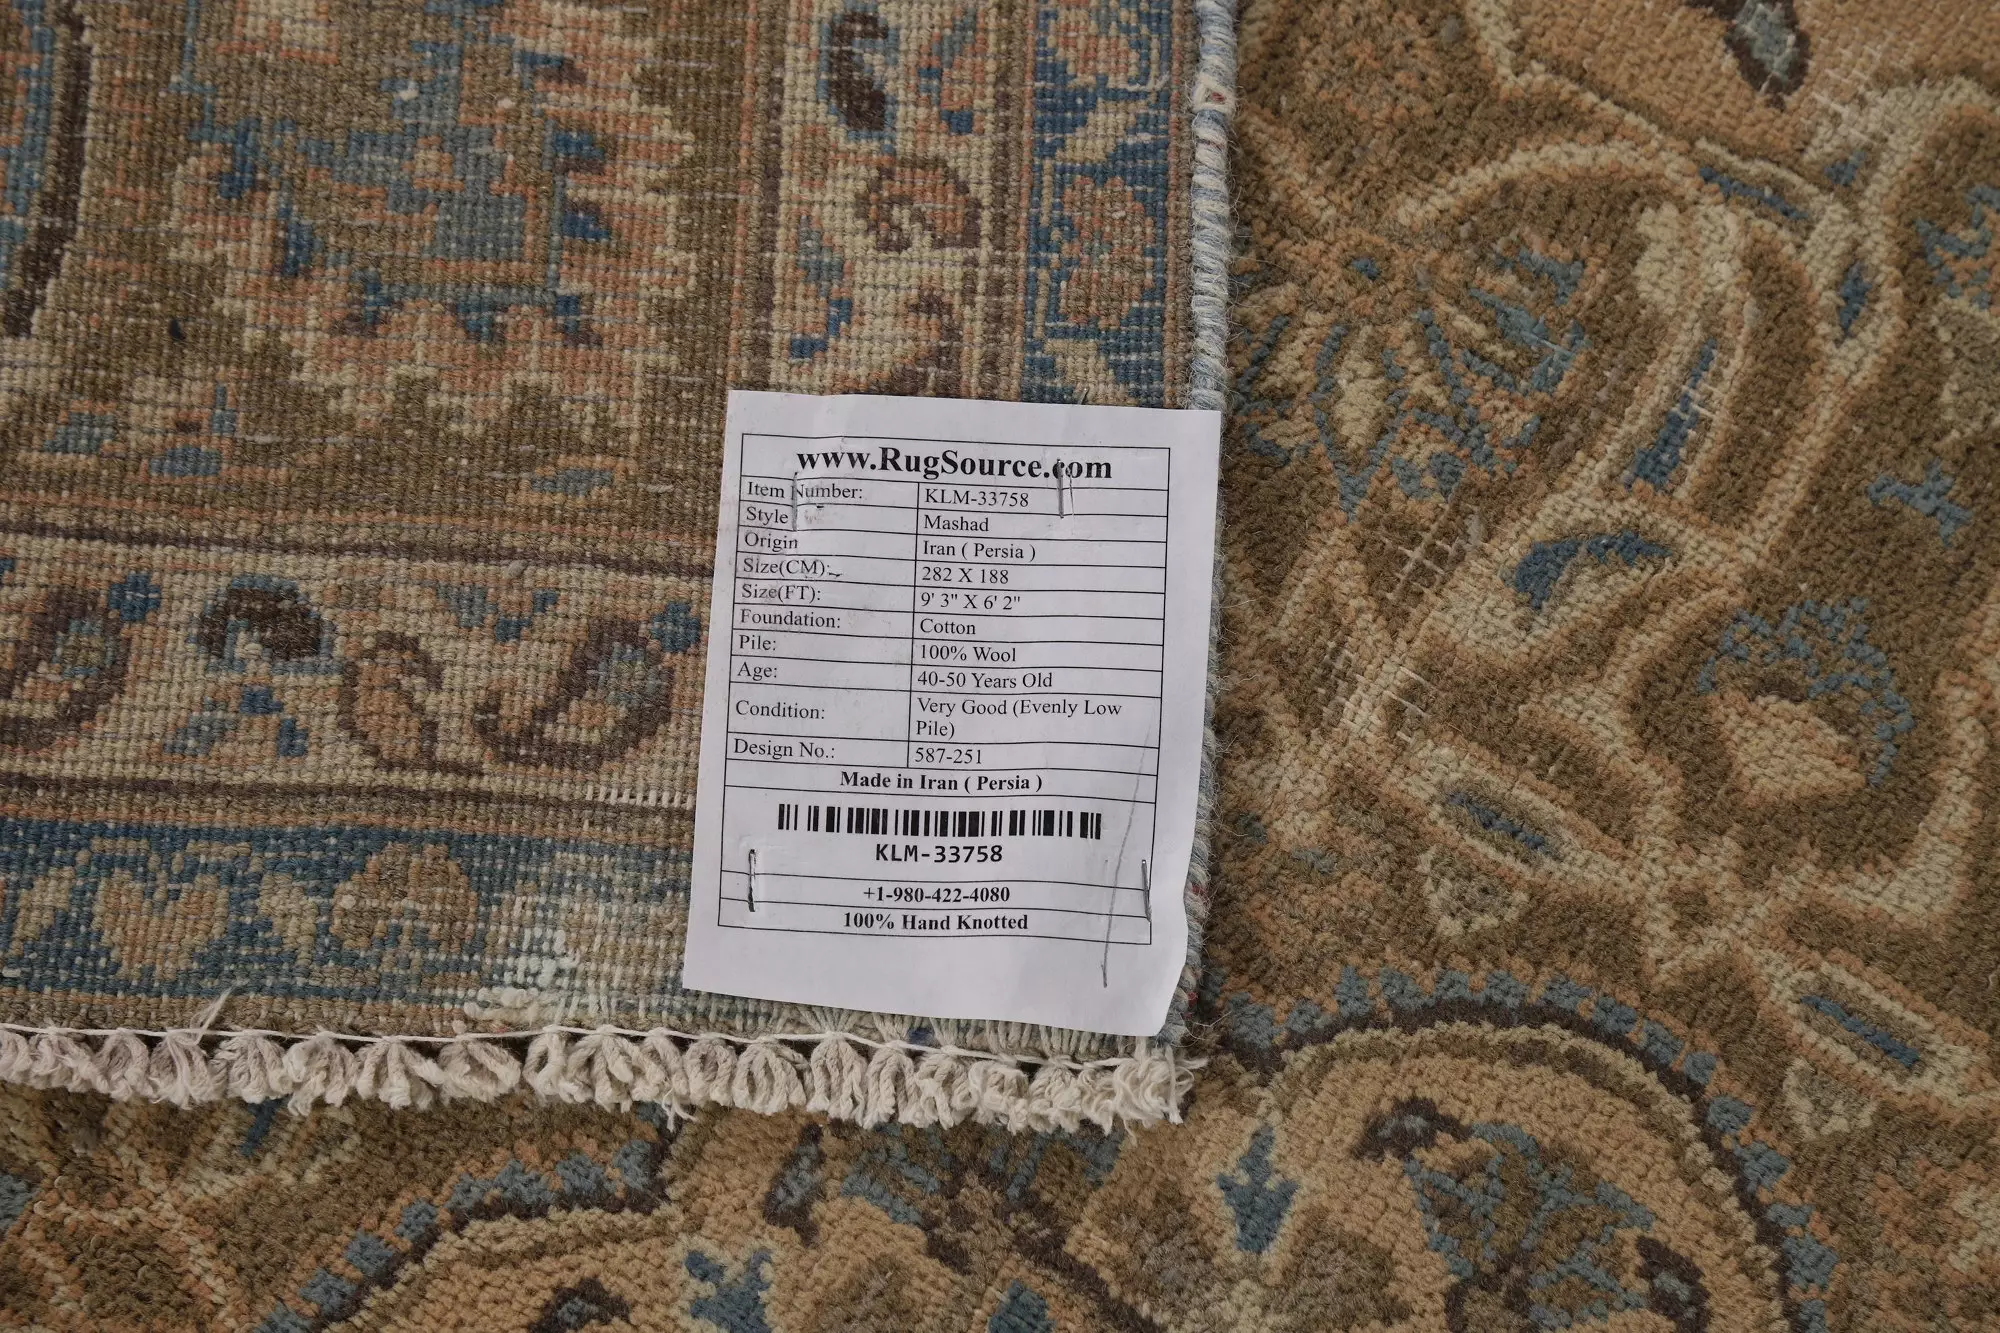 www.RugSource.com
Item Number: KLM-33758
Style Mashad
Origin Iran ( Persia )
Size(CM): 282 X 188
Size(FT): 9' 3" X 6' 2"
Foundation: Cotton
Pile: 100% Wool
Age: 40-50 Years Old
Condition: Very Good (Evenly Low
Pile)
Design No.: 587-251
Made in Iran ( Persia )
KLM-33758
+1-980-422-4080
100% Hand Knotted